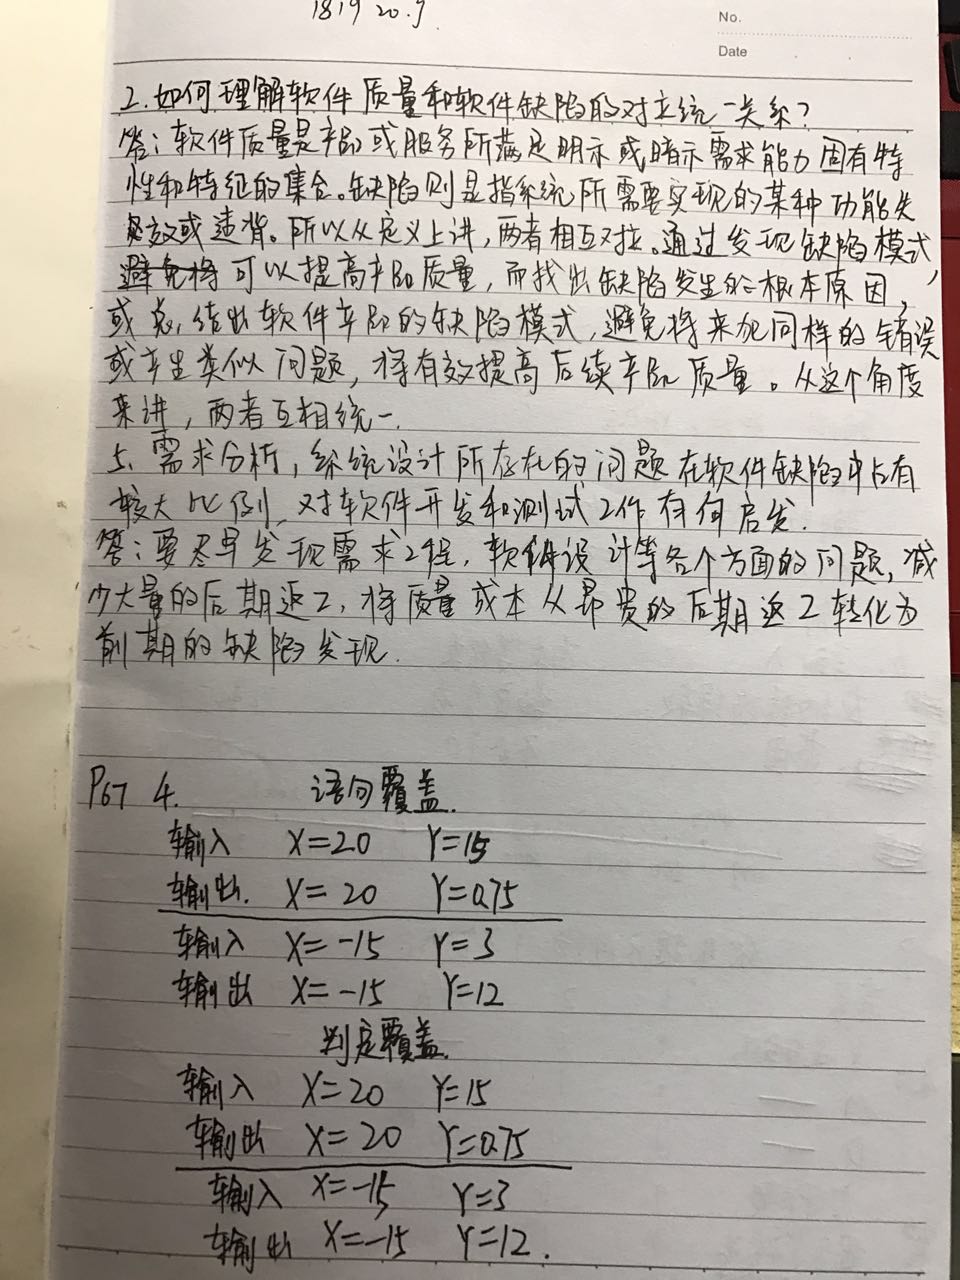 1819 20.9
No.
Date
2.如何理解软件质量和软件缺陷的对立统一关系?
答:软件质量是产品或服务所满足明示或暗示需求能力固有特
性和特征的集合。缺陷则是指系统所需要实现的某种功能失
效或违背。所以从定义上讲,两者相互对立。通过发现缺陷模式,
可以提高产品质量,而找出缺陷发生的根本原因,
或总结出软件产品的缺陷模式,避免将来犯同样的错误
或产生类似问题,将有效提高后续产品质量。从这个角度
来讲,两者互相统一.
5、需求分析,系统设计所存在的问题在软件缺陷中占有
较大比例、对软件开发和测试工作有何启发.
答:要尽早发现需求工程,软件设计等各个方面的问题,减
少大量的后期返工,将质量成本从昂贵的后期返工转化为
前期的缺陷发现.
P67 4. 语句覆盖.
输入 X=20 Y=15
输出. X=20 Y=0.75
输入 X=-15 Y=3
输出 X=-15 Y=12
判定覆盖.
输入 X=20 Y=15
输出 X=20 Y=0.75
输入 X=-15 Y=3
输出 X=-15 Y=12.